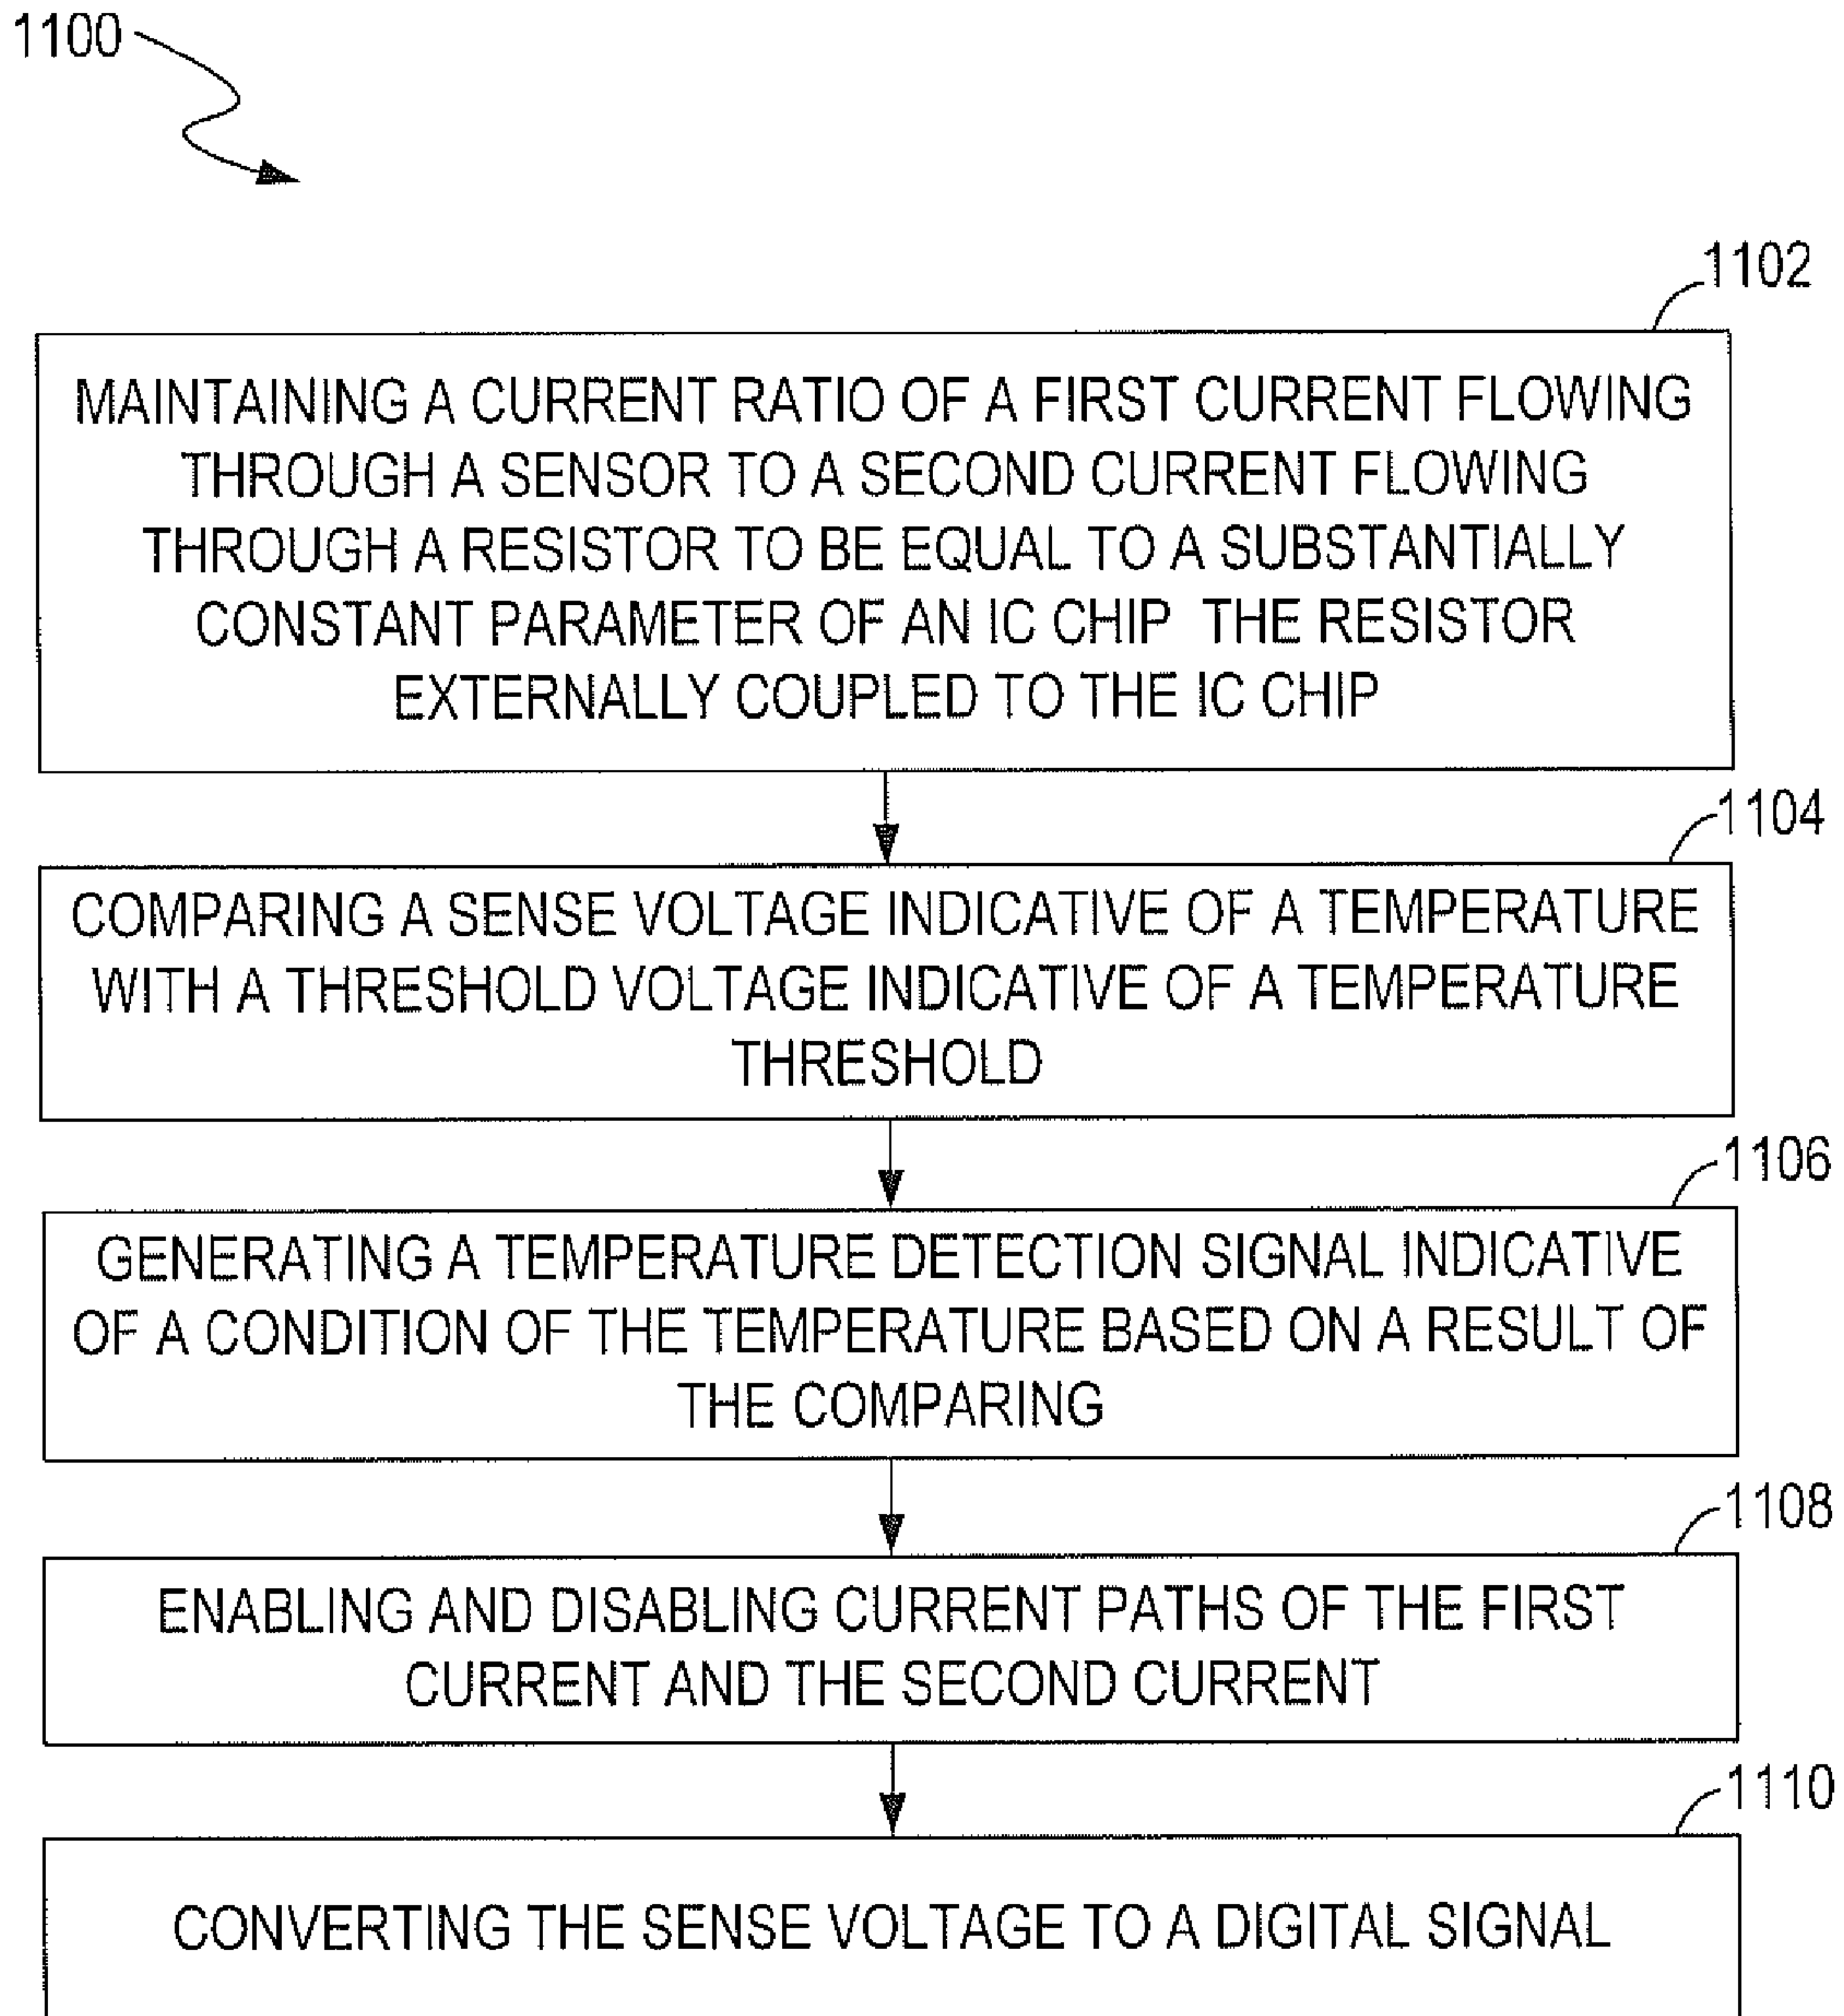 1100
1102
MAINTAINING A CURRENT RATIO OF A FIRST CURRENT FLOWING
THROUGH A SENSOR TO A SECOND CURRENT FLOWING
THROUGH A RESISTOR TO BE EQUAL TO A SUBSTANTIALLY
CONSTANT PARAMETER OF AN IC CHIP THE RESISTOR
EXTERNALLY COUPLED TO THE IC CHIP
1104
COMPARING A SENSE VOLTAGE INDICATIVE OF A TEMPERATURE
WITH A THRESHOLD VOLTAGE INDICATIVE OF A TEMPERATURE
THRESHOLD
1106
GENERATING A TEMPERATURE DETECTION SIGNAL INDICATIVE
OF A CONDITION OF THE TEMPERATURE BASED ON A RESULT OF
THE COMPARING
1108
ENABLING AND DISABLING CURRENT PATHS OF THE FIRST
CURRENT AND THE SECOND CURRENT
1110
CONVERTING THE SENSE VOLTAGE TO A DIGITAL SIGNAL